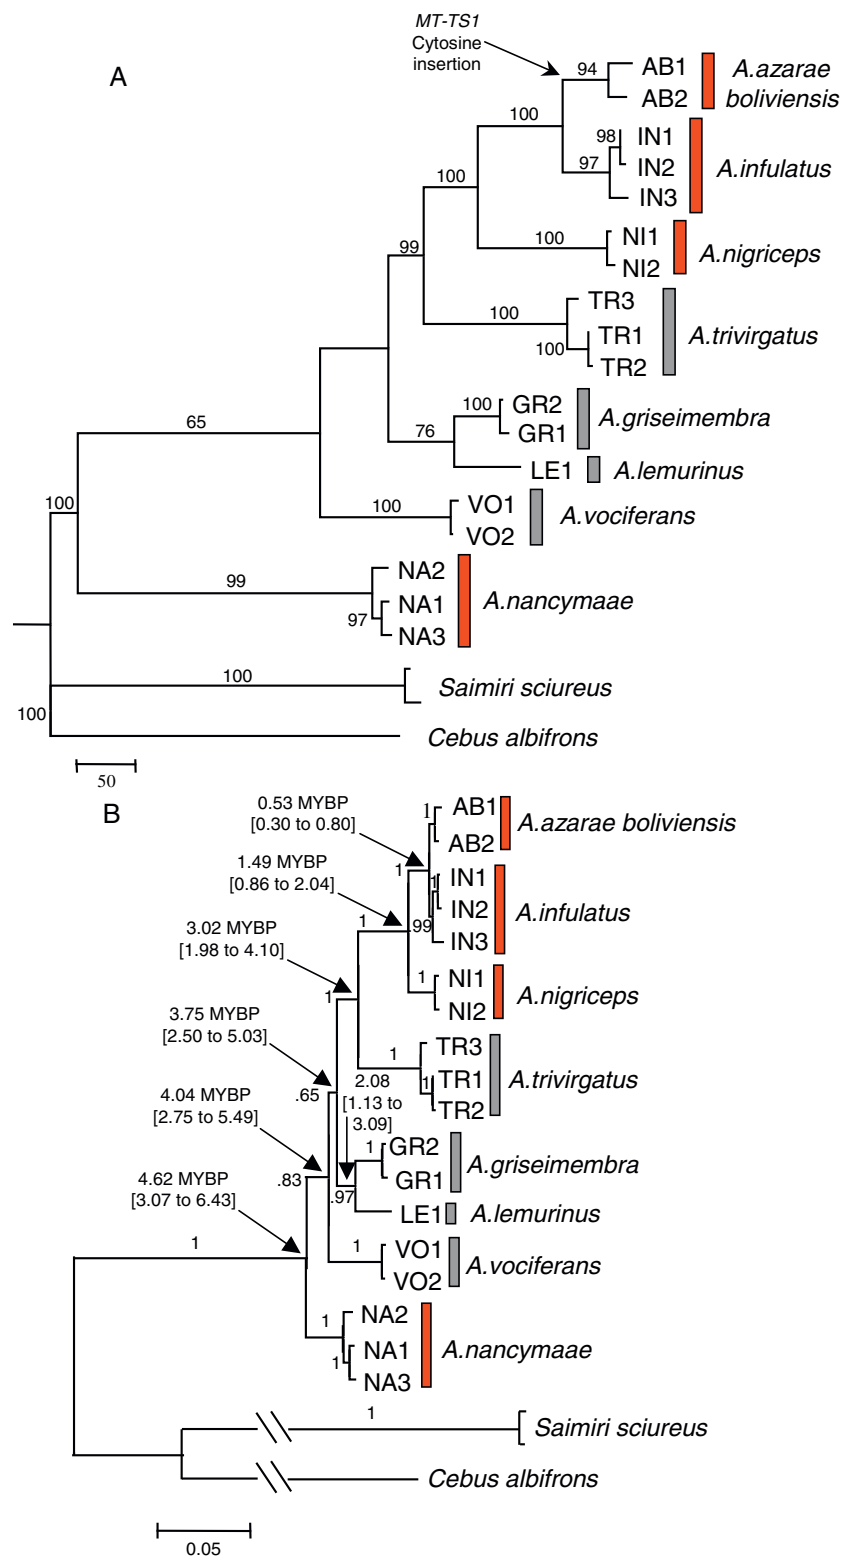 MT-TS1
Cytosine
insertion
A
94
AB1
AB2
A.azarae
boliviensis
100
98
IN1
97
IN2
IN3
A.infulatus
100
100
NI1
NI2
A.nigriceps
99
100
TR3
TR1
100
TR2
A.trivirgatus
100
GR2
GR1
A.griseimembra
76
LE1
A.lemurinus
65
100
VO1
VO2
A.vociferans
100
99
NA2
NA1
97
NA3
A.nancymaae
100
Saimiri sciureus
100
Cebus albifrons
50
B
0.53 MYBP
[0.30 to 0.80]
1
AB1
AB2
A.azarae boliviensis
1.49 MYBP
[0.86 to 2.04]
1
1
IN1
IN2
.99
IN3
A.infulatus
3.02 MYBP
[1.98 to 4.10]
1
1
NI1
NI2
A.nigriceps
1
3.75 MYBP
[2.50 to 5.03]
1
TR3
1
TR1
TR2
A.trivirgatus
.65
2.08
[1.13 to
3.09]
4.04 MYBP
[2.75 to 5.49]
1
GR2
GR1
A.griseimembra
.83
.97
LE1
A.lemurinus
4.62 MYBP
[3.07 to 6.43]
1
1
VO1
VO2
A.vociferans
1
NA2
NA1
1
NA3
A.nancymaae
1
Saimiri sciureus
Cebus albifrons
0.05